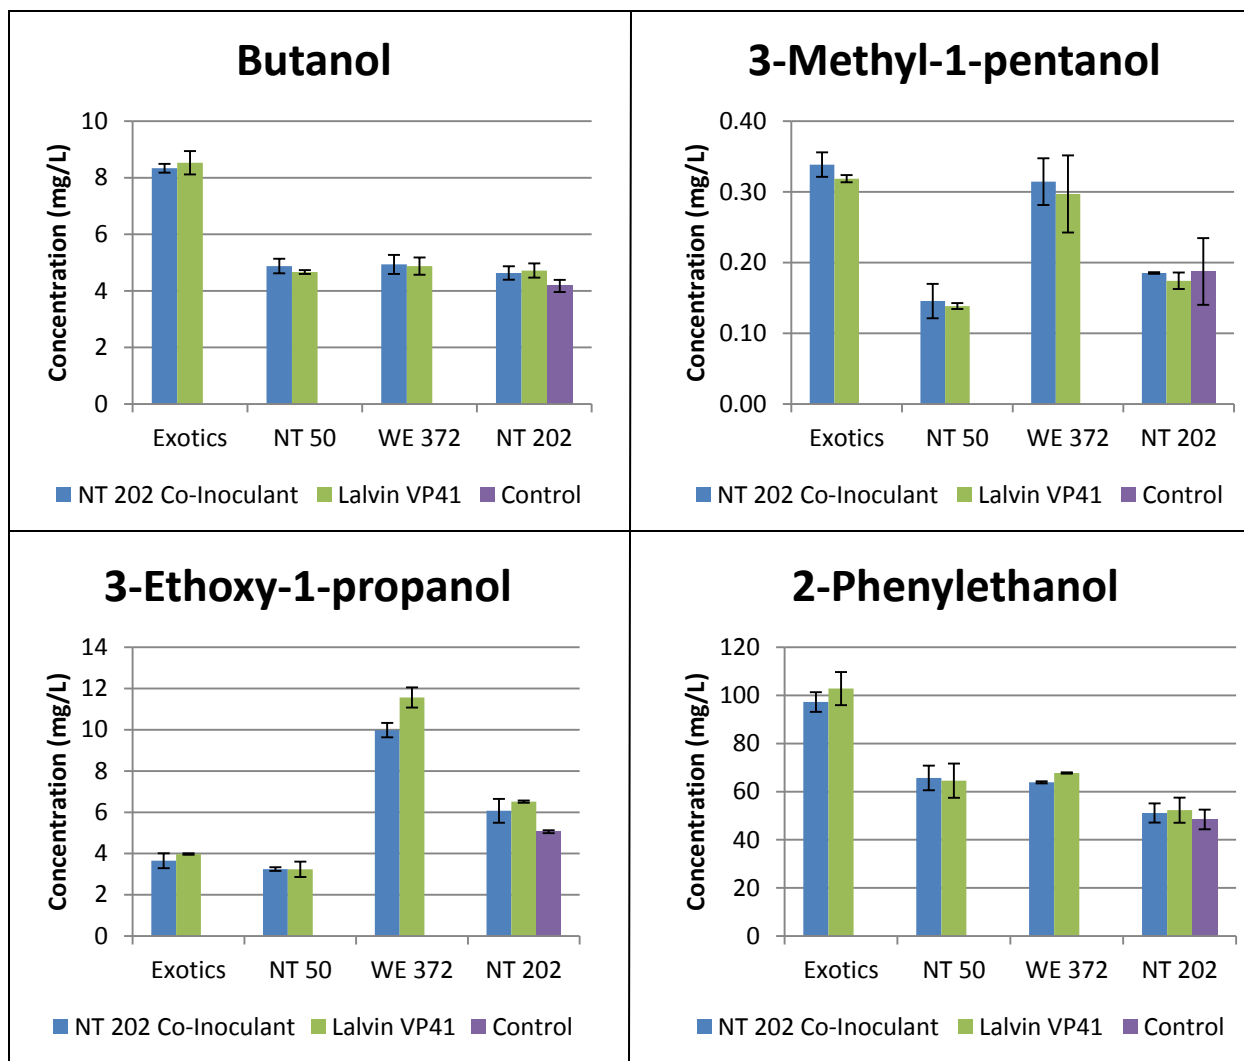 Butanol
Concentration (mg/L)
10
8
6
4
2
0
Exotics NT 50 WE 372 NT 202
NT 202 Co-Inoculant Lalvin VP41 Control
3-Methyl-1-pentanol
Concentration (mg/L)
0.40
0.30
0.20
0.10
0.00
Exotics NT 50 WE 372 NT 202
NT 202 Co-Inoculant Lalvin VP41 Control
3-Ethoxy-1-propanol
Concentration (mg/L)
14
12
10
8
6
4
2
0
Exotics NT 50 WE 372 NT 202
NT 202 Co-Inoculant Lalvin VP41 Control
2-Phenylethanol
Concentration (mg/L)
120
100
80
60
40
20
0
Exotics NT 50 WE 372 NT 202
NT 202 Co-Inoculant Lalvin VP41 Control